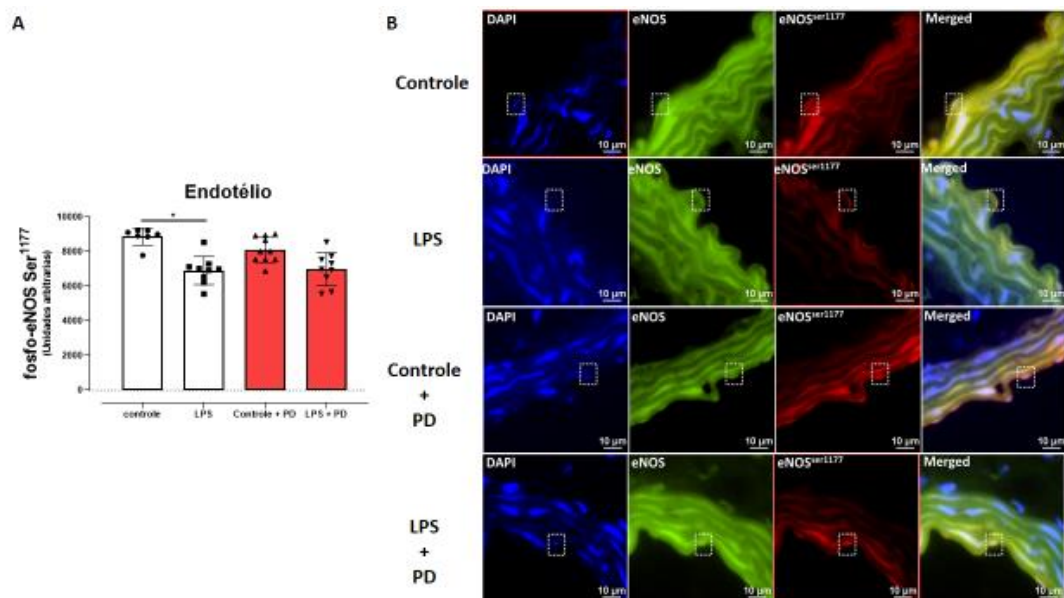 A
Endotélio
*
fosfo-eNOS Ser1177
(Unidades arbitrarias)
10000
8000
6000
4000
2000
0
controle
LPS
Controle + PD
LPS + PD
B
Controle
DAPI
eNOS
eNOSser1177
Merged
10 µm
10 µm
10 µm
10 µm
LPS
DAPI
eNOS
eNOSser1177
Merged
10 µm
10 µm
10 µm
10 µm
Controle
+
PD
DAPI
eNOS
eNOSser1177
Merged
10 µm
10 µm
10 µm
10 µm
LPS
+
PD
DAPI
eNOS
eNOSser1177
Merged
10 µm
10 µm
10 µm
10 µm